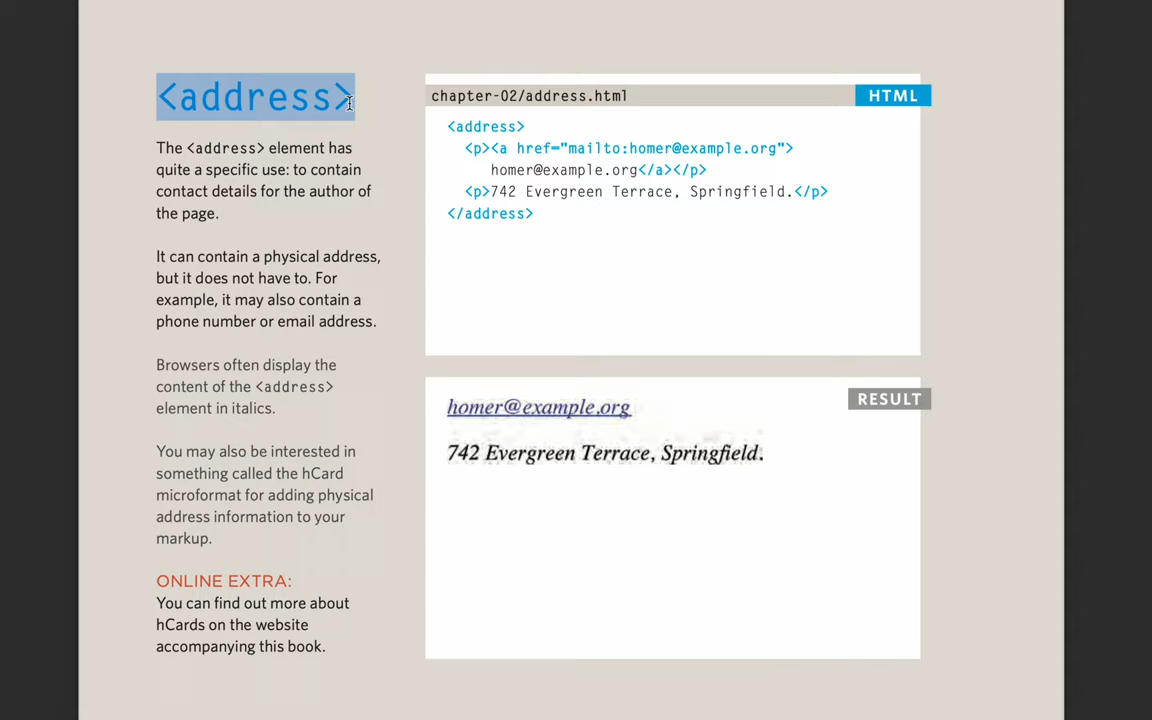 <address>
The <address> element has
quite a specific use: to contain
contact details for the author of
the page.
It can contain a physical address,
but it does not have to. For
example, it may also contain a
phone number or email address.
Browsers often display the
content of the <address>
element in italics.
You may also be interested in
something called the hCard
microformat for adding physical
address information to your
markup.
ONLINE EXTRA:
You can find out more about
hCards on the website
accompanying this book.
chapter-02/address.html
HTML
<address>
<p><a href="mailto:homer@example.org">
homer@example.org</a></p>
<p>742 Evergreen Terrace, Springfield.</p>
</address>
RESULT
homer@example.org
742 Evergreen Terrace, Springfield.